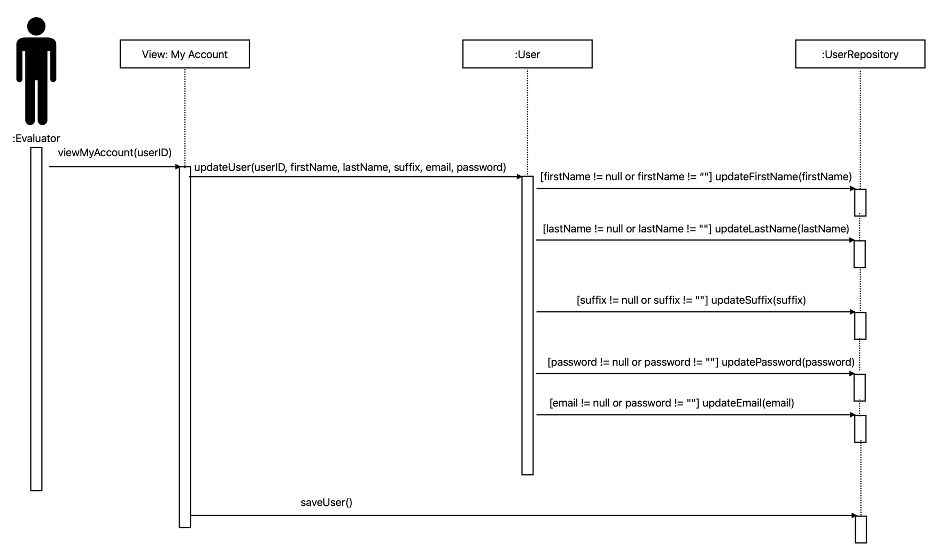 View: My Account
:User
:UserRepository
:Evaluator
viewMyAccount(userID)
updateUser(userID, firstName, lastName, suffix, email, password)
[firstName != null or firstName != “"] updateFirstName(firstName)
[lastName != null or lastName != ""] updateLastName(lastName)
[suffix != null or suffix != ""] updateSuffix(suffix)
[password != null or password != ""] updatePassword(password)
[email != null or password != ""] updateEmail(email)
saveUser()